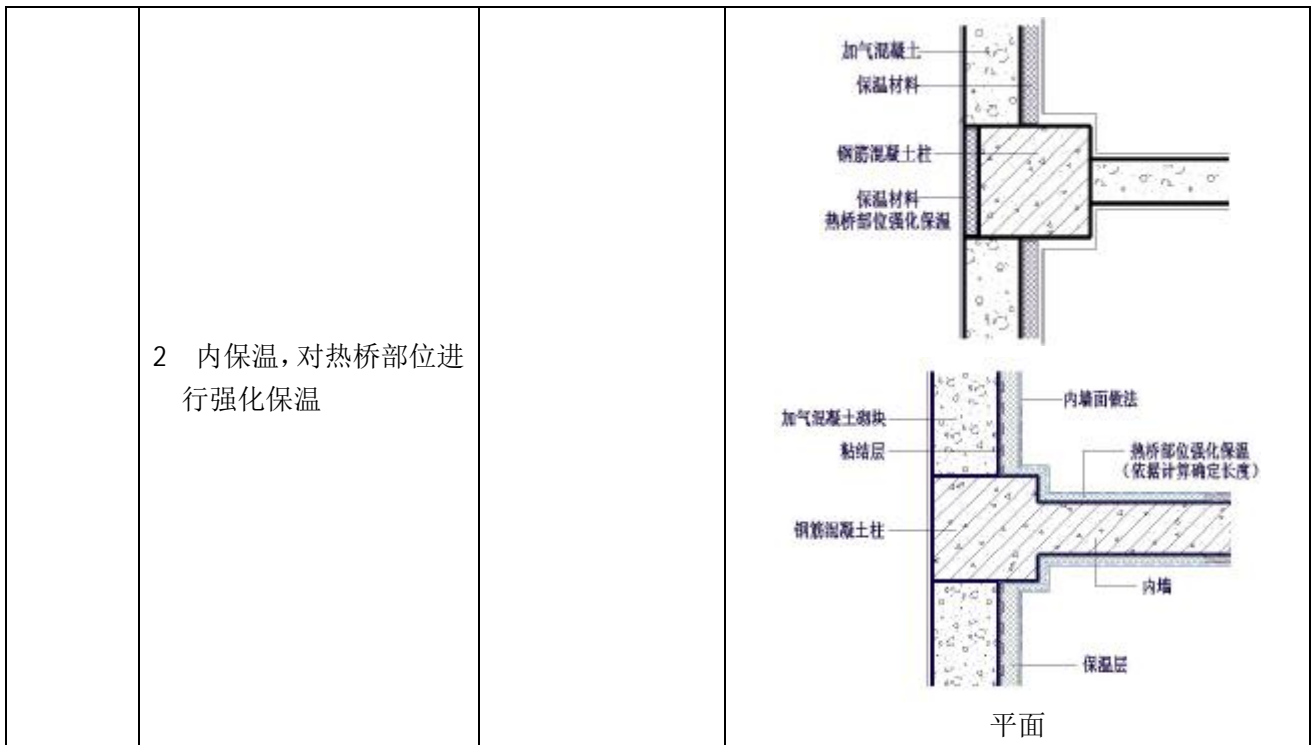 2 内保温，对热桥部位进
行强化保温
加气混凝土
保温材料
钢筋混凝土柱
保温材料
热桥部位强化保温
加气混凝土砌块
粘结层
钢筋混凝土柱
内墙面做法
热桥部位强化保温
（依据计算确定长度）
内墙
保温层
平面